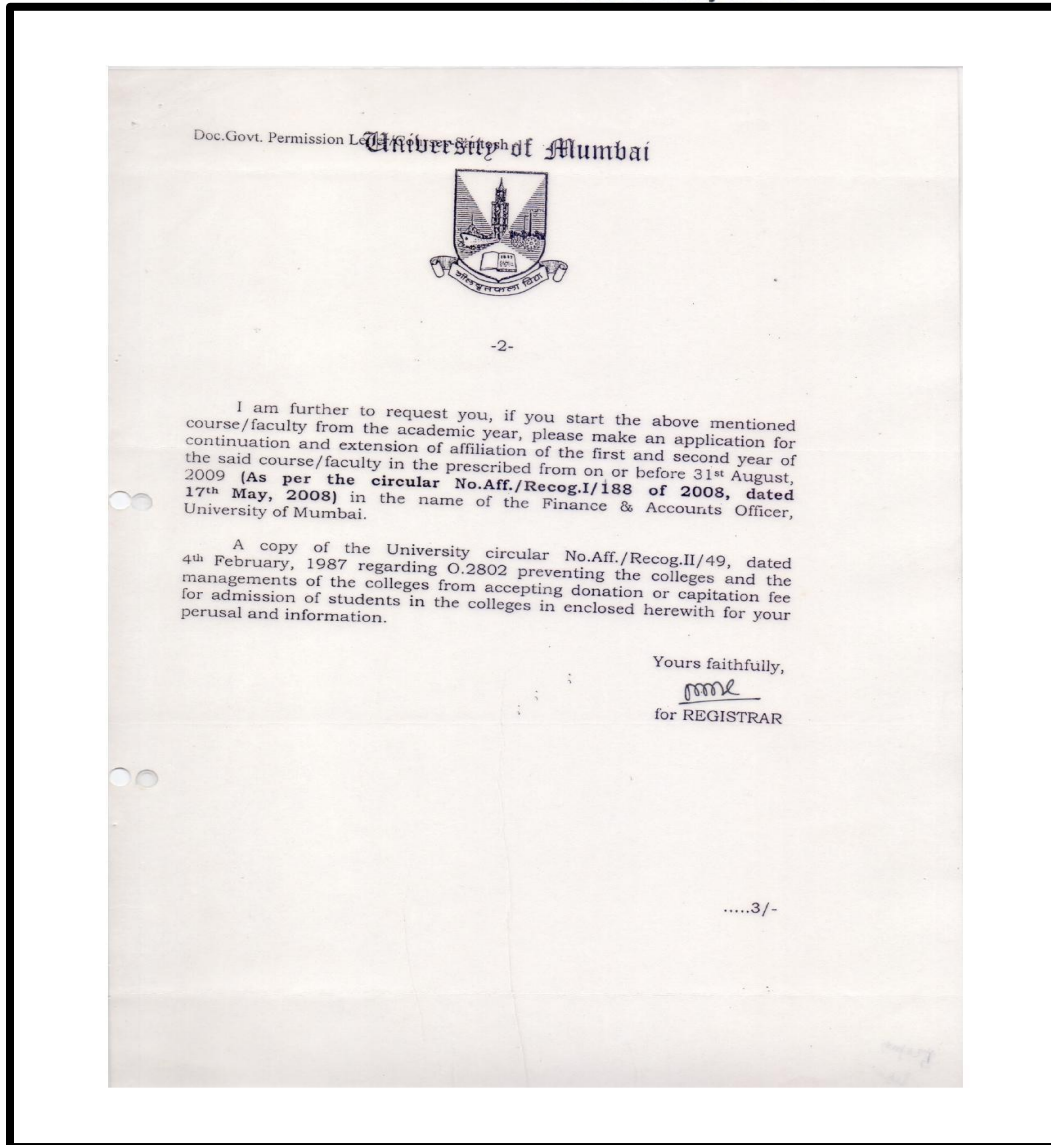 Doc.Govt. Permission Letter/Courses-Santosh
University of Mumbai
-2-
I am further to request you, if you start the above mentioned
course/faculty from the academic year, please make an application for
continuation and extension of affiliation of the first and second year of
the said course/faculty in the prescribed from on or before 31st August,
2009 (As per the circular No.Aff./Recog.I/188 of 2008, dated
17th May, 2008) in the name of the Finance & Accounts Officer,
University of Mumbai.
A copy of the University circular No.Aff./Recog.II/49, dated
4th February, 1987 regarding O.2802 preventing the colleges and the
managements of the colleges from accepting donation or capitation fee
for admission of students in the colleges in enclosed herewith for your
perusal and information.
Yours faithfully,
for REGISTRAR
.....3/-